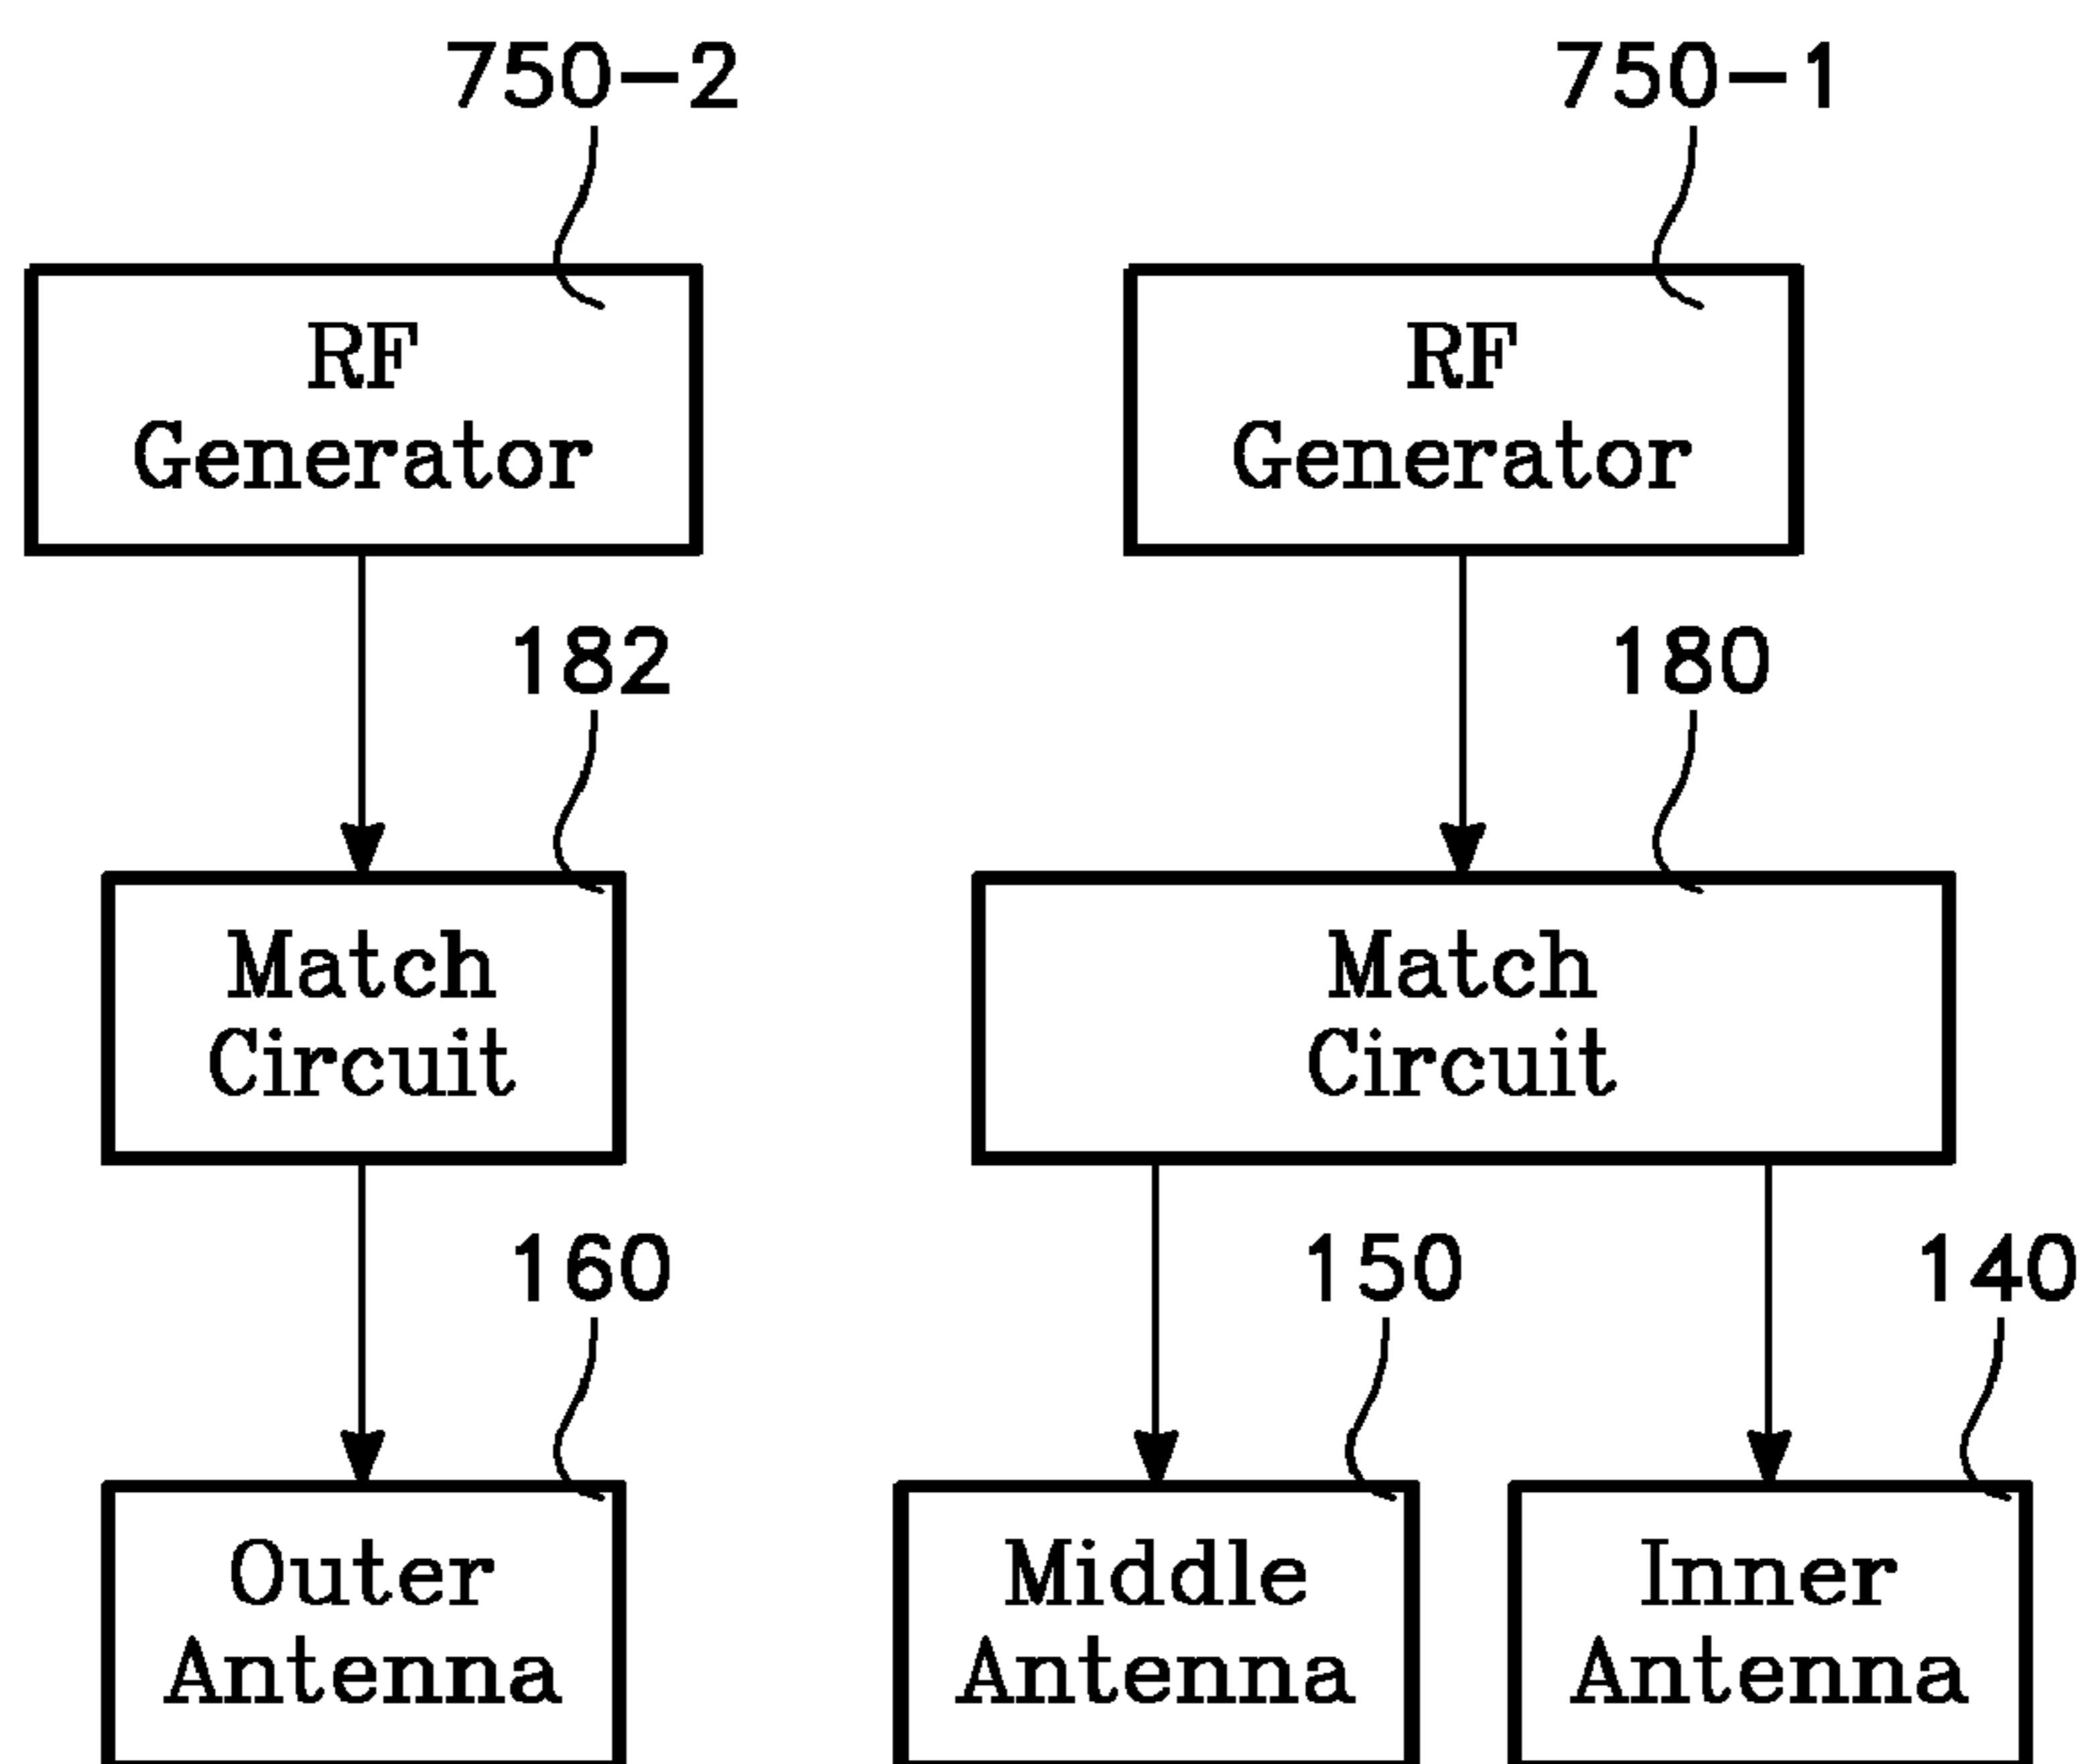 750-2
750-1
RF
Generator
RF
Generator
182
180
Match
Circuit
Match
Circuit
160
150
140
Outer
Antenna
Middle
Antenna
Inner
Antenna